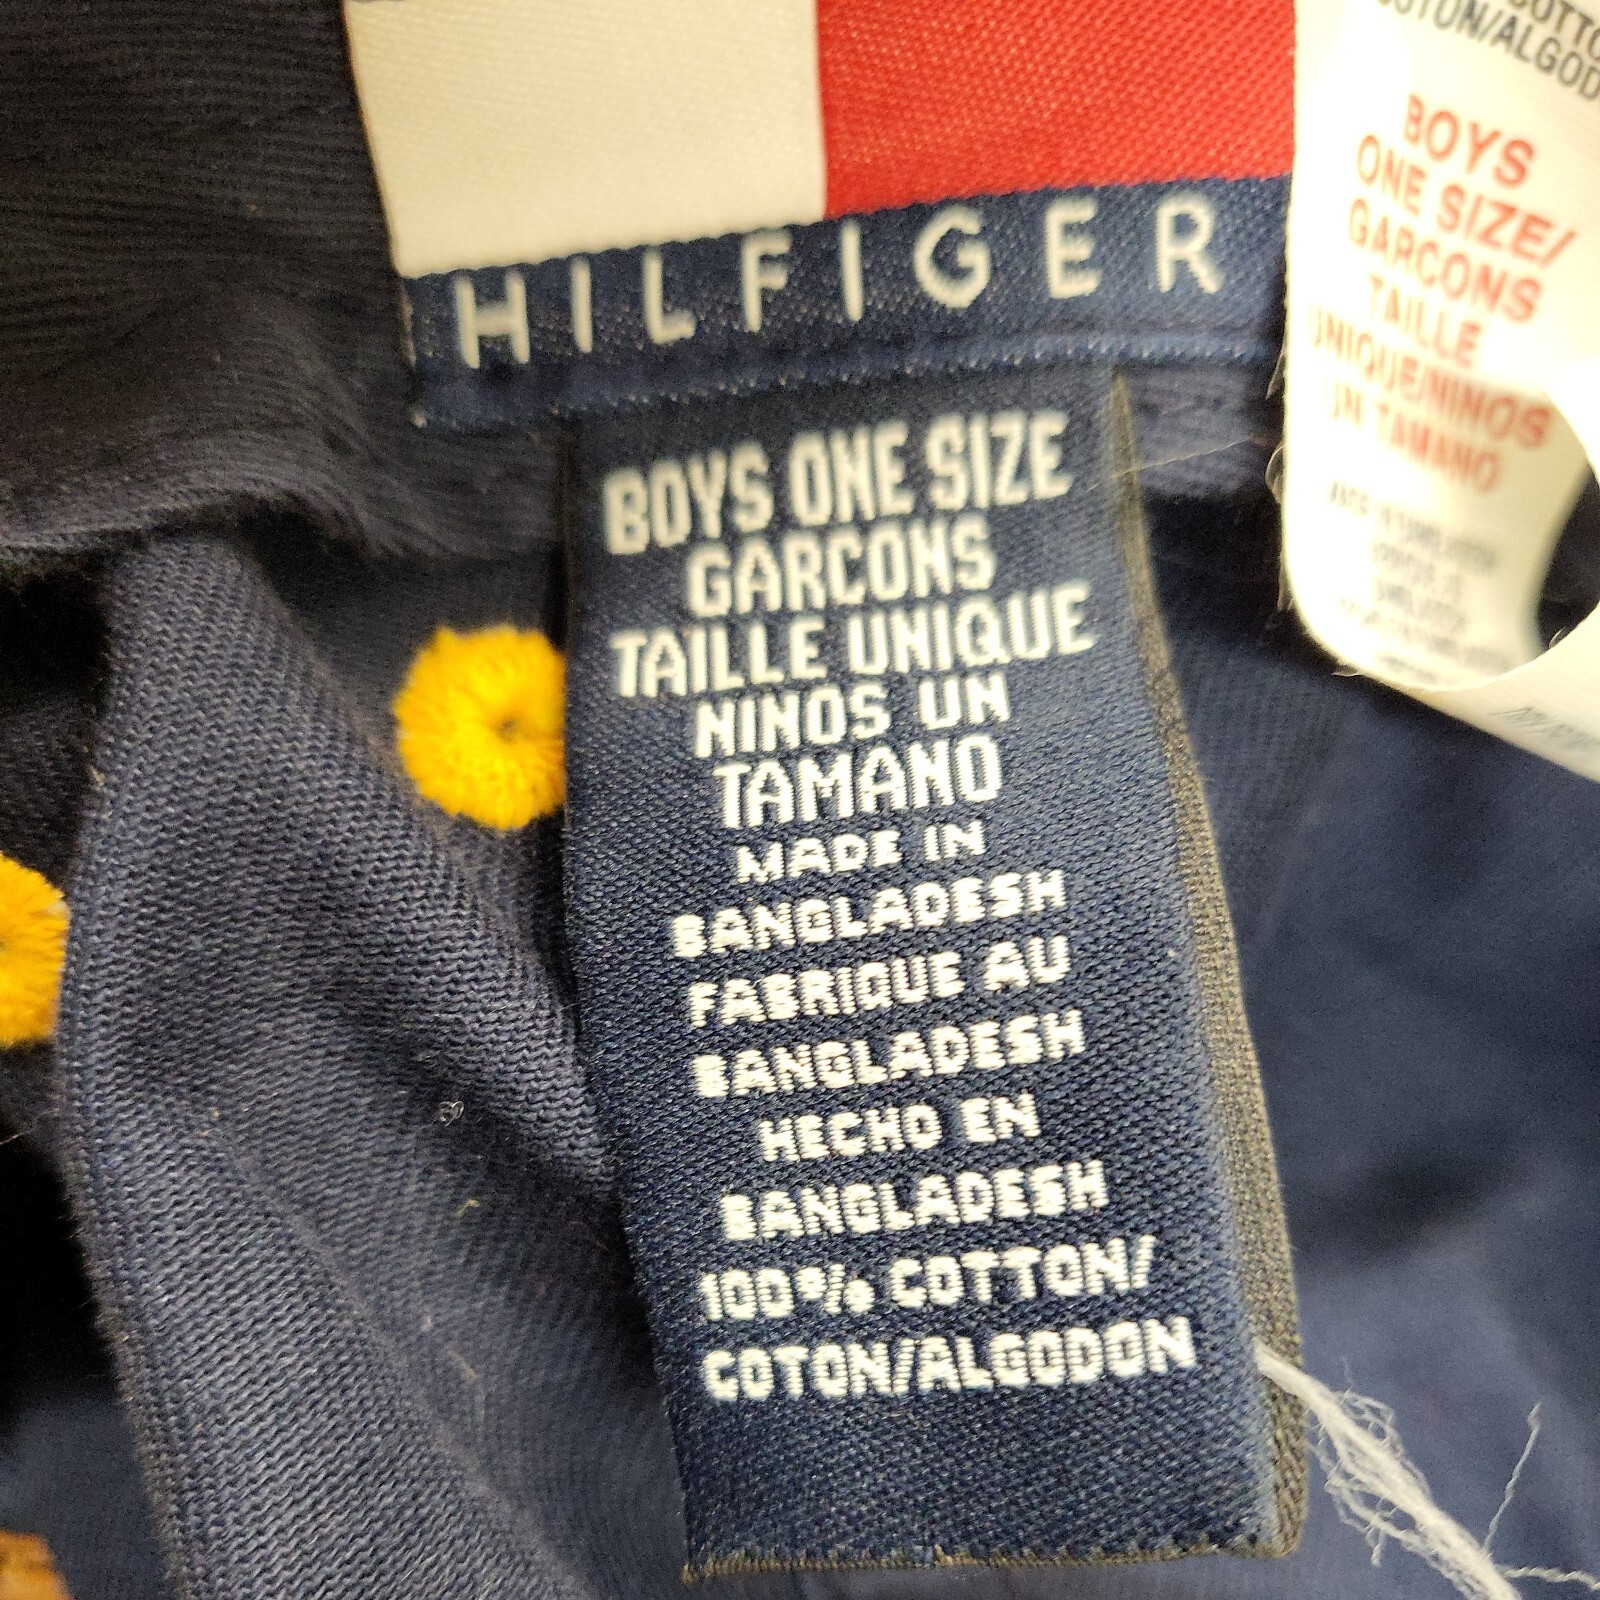 HILFIGER
BOYS ONE SIZE
GARCONS
TAILLE UNIQUE
NINOS UN
TAMANO
MADE IN
BANGLADESH
FABRIQUE AU
BANGLADESH
HECHO EN
BANGLADESH
100% COTTON/
COTON/ALGODON
BOYS
ONE SIZE/
GARCONS
TAILLE
UNIQUE/NINOS
UN TAMANO